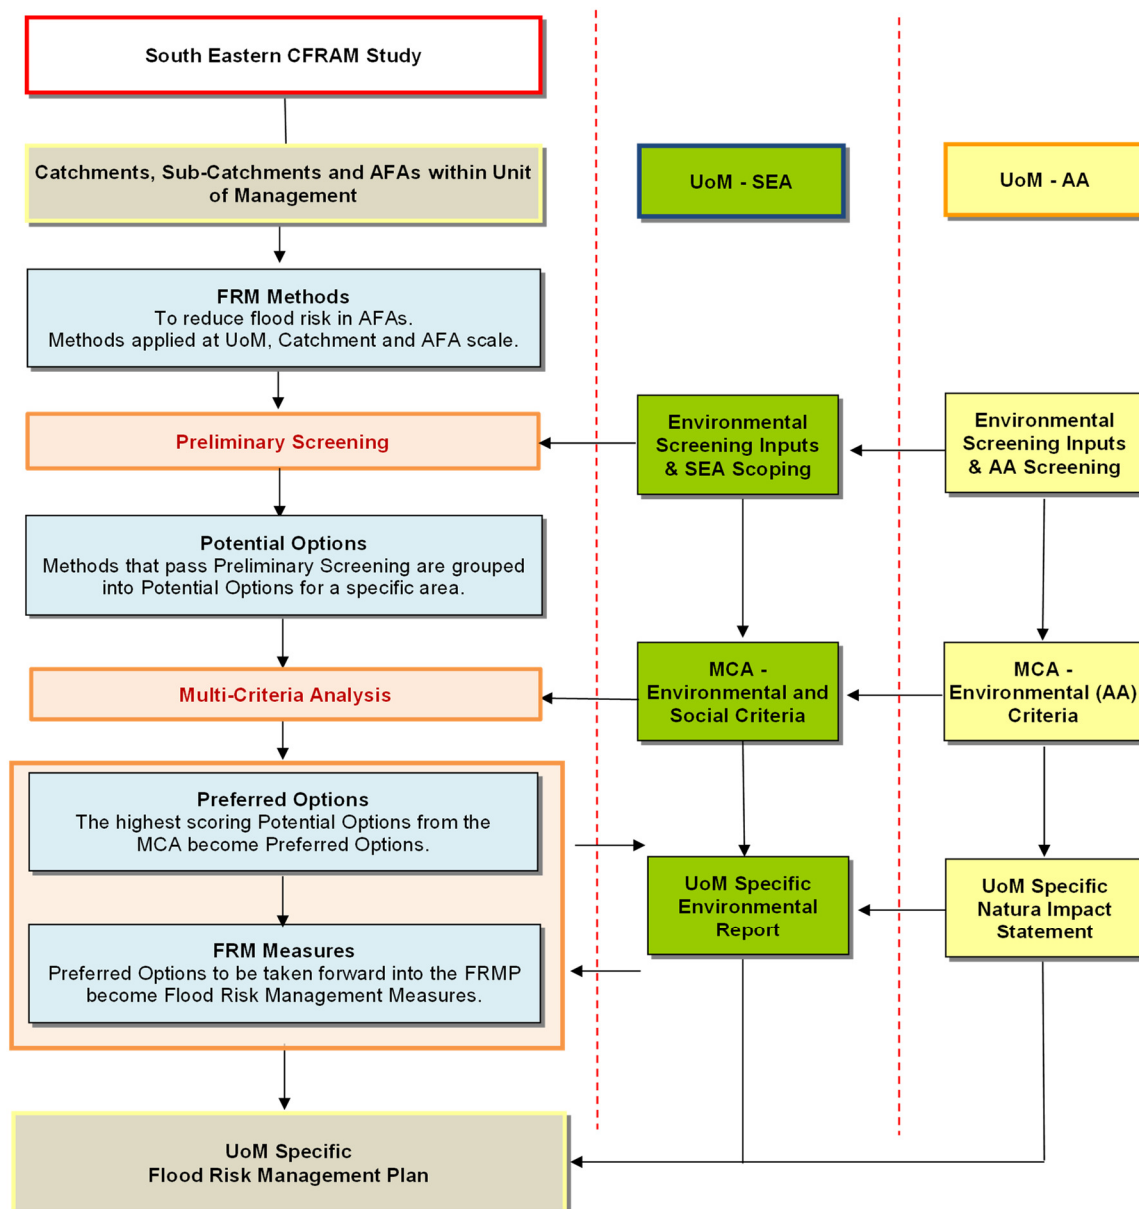 South Eastern CFRAM Study
Catchments, Sub-Catchments and AFAs within Unit
of Management
UoM - SEA
UoM - AA
FRM Methods
To reduce flood risk in AFAs.
Methods applied at UoM, Catchment and AFA scale.
Preliminary Screening
Environmental
Screening Inputs
& SEA Scoping
Environmental
Screening Inputs
& AA Screening
Potential Options
Methods that pass Preliminary Screening are grouped
into Potential Options for a specific area.
Multi-Criteria Analysis
MCA -
Environmental and
Social Criteria
MCA -
Environmental (AA)
Criteria
Preferred Options
The highest scoring Potential Options from the
MCA become Preferred Options.
UoM Specific
Environmental
Report
UoM Specific
Natura Impact
Statement
FRM Measures
Preferred Options to be taken forward into the FRMP
become Flood Risk Management Measures.
UoM Specific
Flood Risk Management Plan